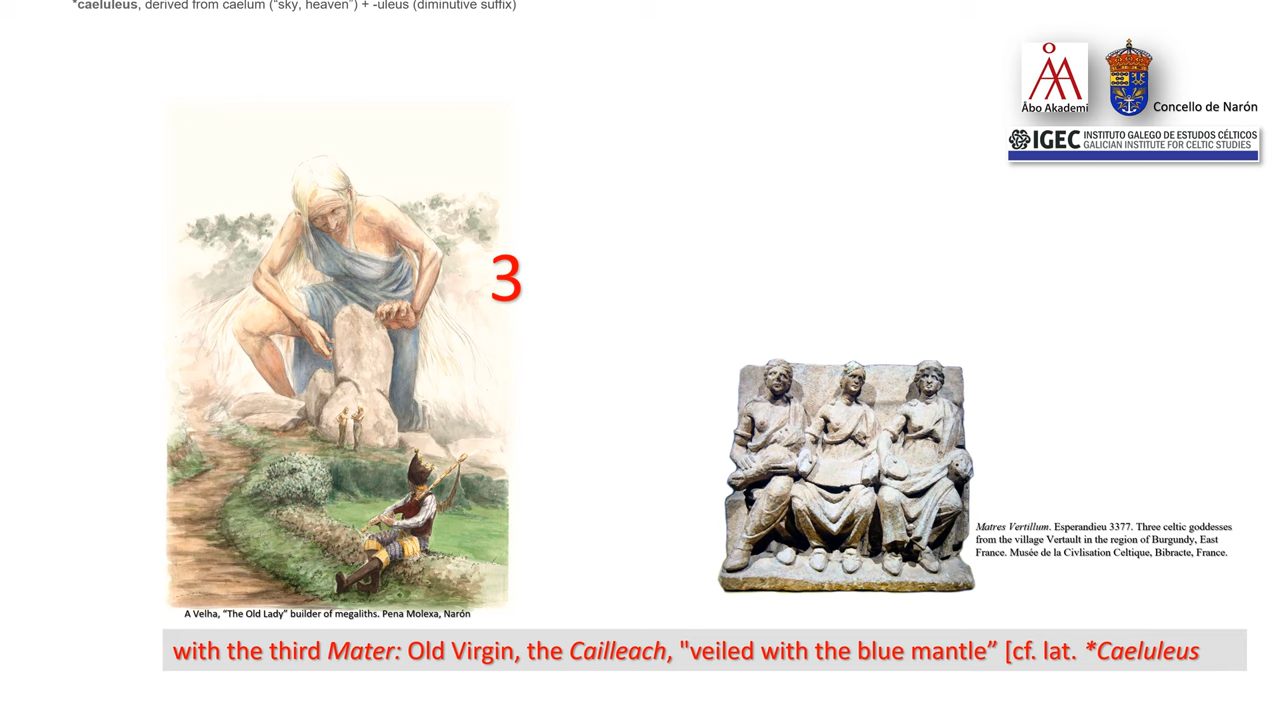 *caeluleus, derived from caelum (“sky, heaven”) + -uleus (diminutive suffix)
Åbo Akademi
Concello de Narón
IGEC INSTITUTO GALEGO DE ESTUDOS CÉLTICOS
GALICIAN INSTITUTE FOR CELTIC STUDIES
3
Matres Vertillum. Esperandieu 3377. Three celtic goddesses
from the village Vertault in the region of Burgundy, East
France. Musée de la Civlisation Celtique, Bibracte, France.
A Velha, “The Old Lady” builder of megaliths. Pena Molexa, Narón
with the third Mater: Old Virgin, the Cailleach, "veiled with the blue mantle” [cf. lat. *Caeluleus